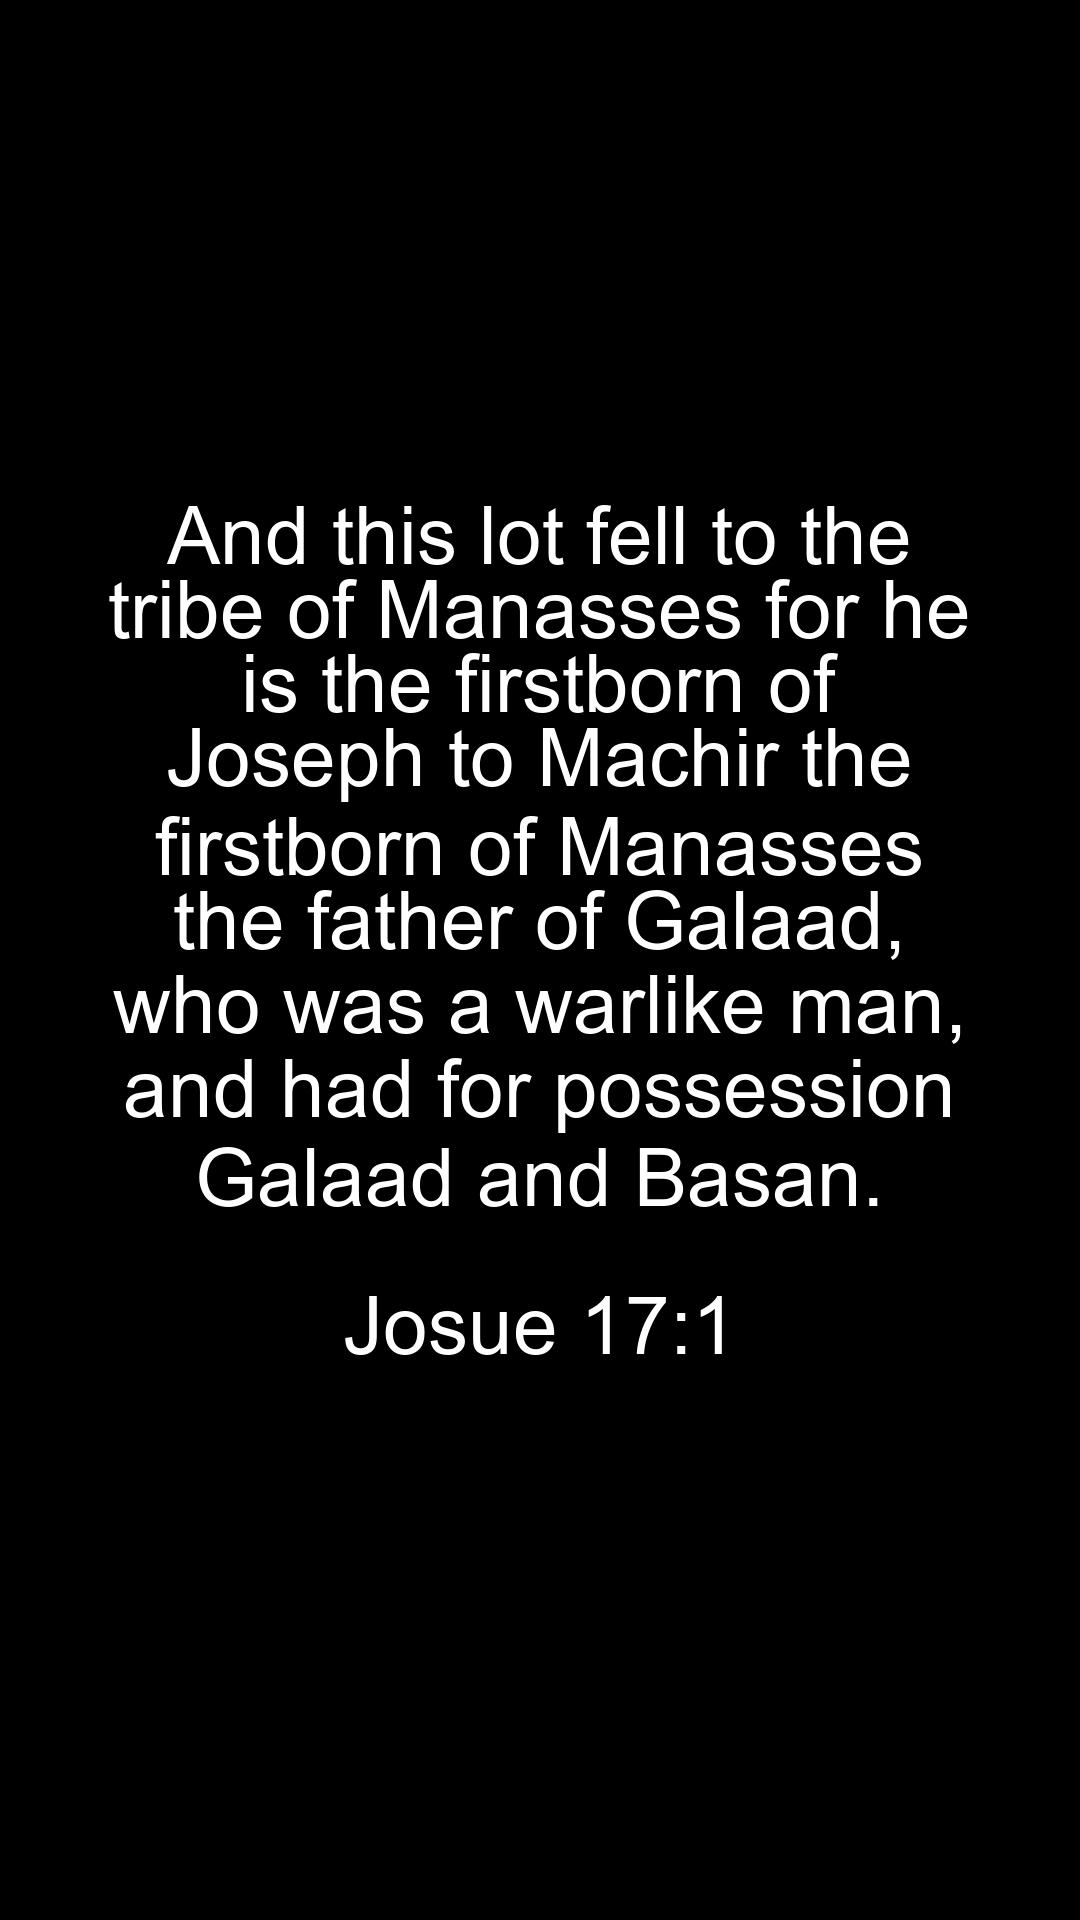 And this lot fell to the
tribe of Manasses for he
is the firstborn of
Joseph to Machir the
firstborn of Manasses
the father of Galaad,
who was a warlike man,
and had for possession
Galaad and Basan.
Josue 17:1